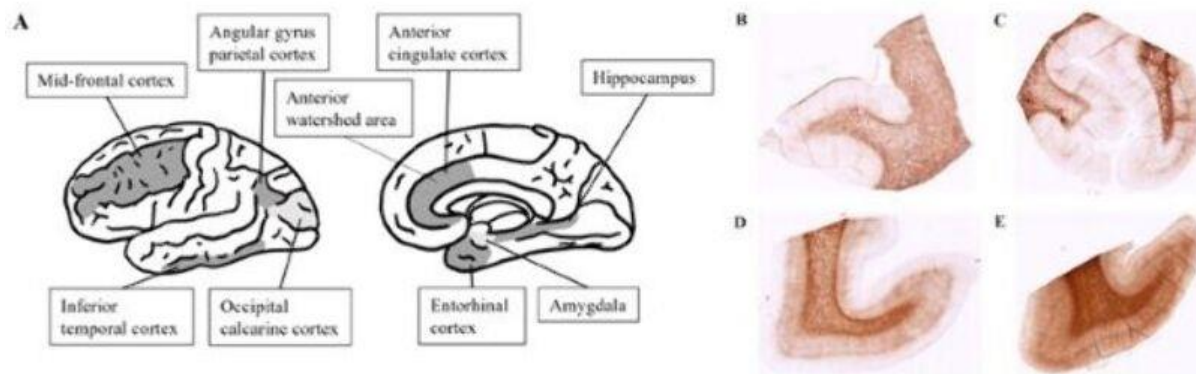 A
Angular gyrus
parietal cortex
Anterior
cingulate cortex
Mid-frontal cortex
Anterior
watershed area
Hippocampus
Inferior
temporal cortex
Occipital
calcarine cortex
Entorhinal
cortex
Amygdala
B
C
D
E